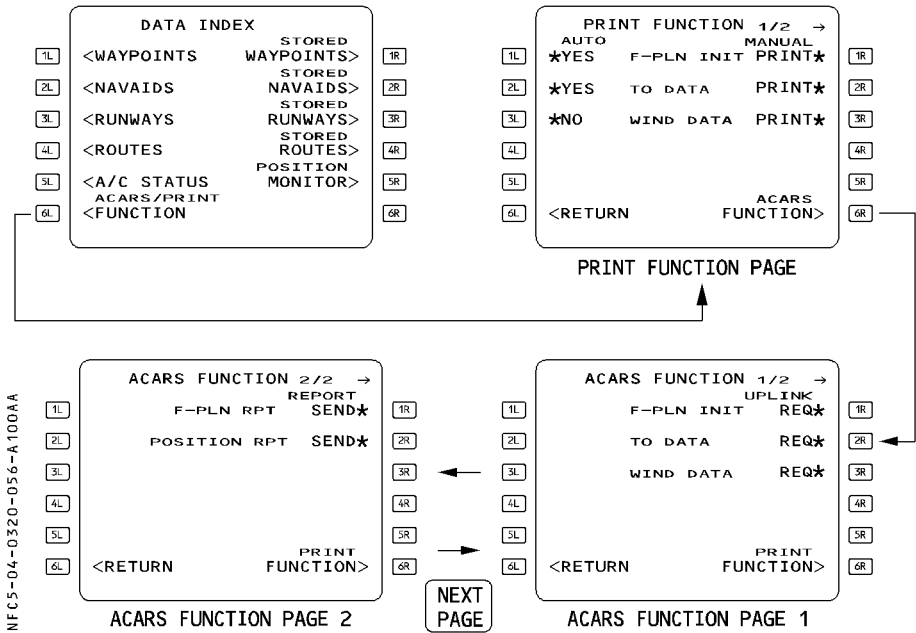 DATA INDEX
STORED
1L <WAYPOINTS WAYPOINTS> 1R
STORED
2L <NAVAIDS NAVAIDS> 2R
STORED
3L <RUNWAYS RUNWAYS> 3R
STORED
4L <ROUTES ROUTES> 4R
POSITION
5L <A/C STATUS MONITOR> 5R
ACARS/PRINT
6L <FUNCTION 6R
PRINT FUNCTION 1/2 →
AUTO MANUAL
1L *YES F-PLN INIT PRINT* 1R
2L *YES TO DATA PRINT* 2R
3L *NO WIND DATA PRINT* 3R
4L 4R
5L 5R
ACARS
6L <RETURN FUNCTION> 6R
PRINT FUNCTION PAGE
ACARS FUNCTION 2/2 →
REPORT
1L F-PLN RPT SEND* 1R
2L POSITION RPT SEND* 2R
3L 3R
4L 4R
5L 5R
PRINT
6L <RETURN FUNCTION> 6R
ACARS FUNCTION PAGE 2
NEXT
PAGE
ACARS FUNCTION 1/2 →
UPLINK
1L F-PLN INIT REQ* 1R
2L TO DATA REQ* 2R
3L WIND DATA REQ* 3R
4L 4R
5L 5R
PRINT
6L <RETURN FUNCTION> 6R
ACARS FUNCTION PAGE 1
NFC5-04-0320-056-A100AA